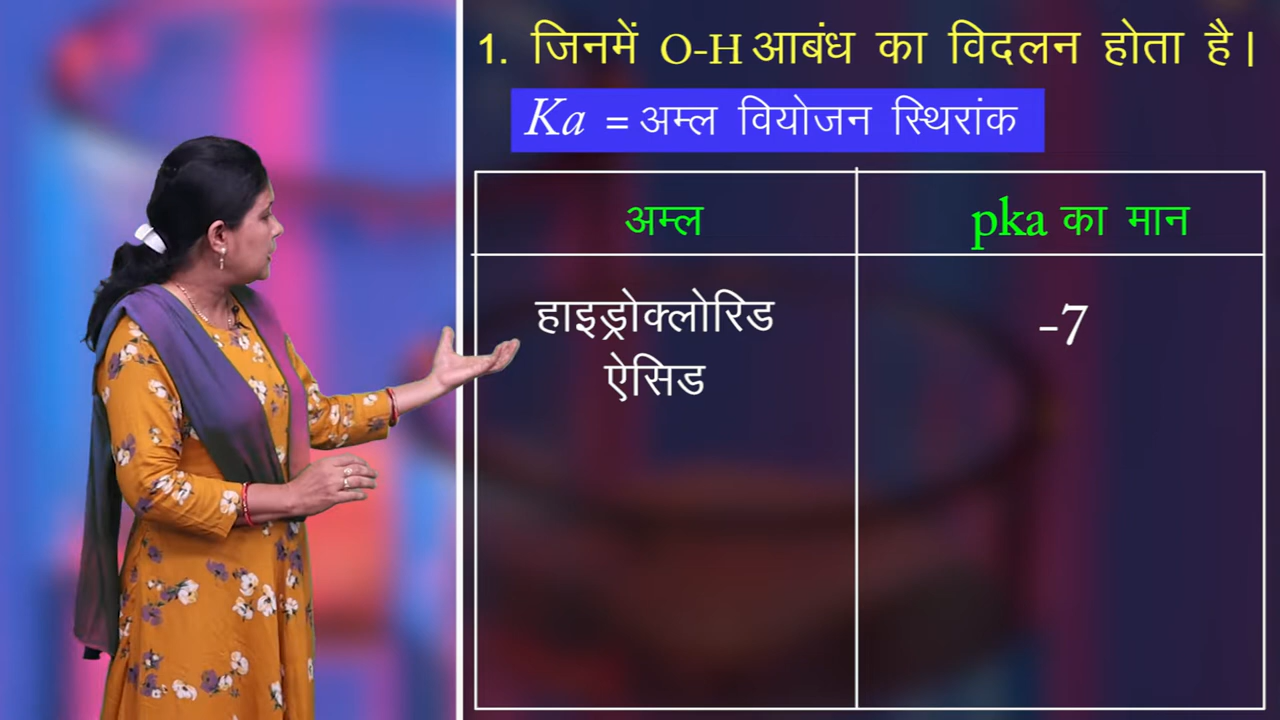 1. जिनमें O-H आबंध का विदलन होता है।
Ka = अम्ल वियोजन स्थिरांक
अम्ल
pka का मान
हाइड्रोक्लोरिड
ऐसिड
-7